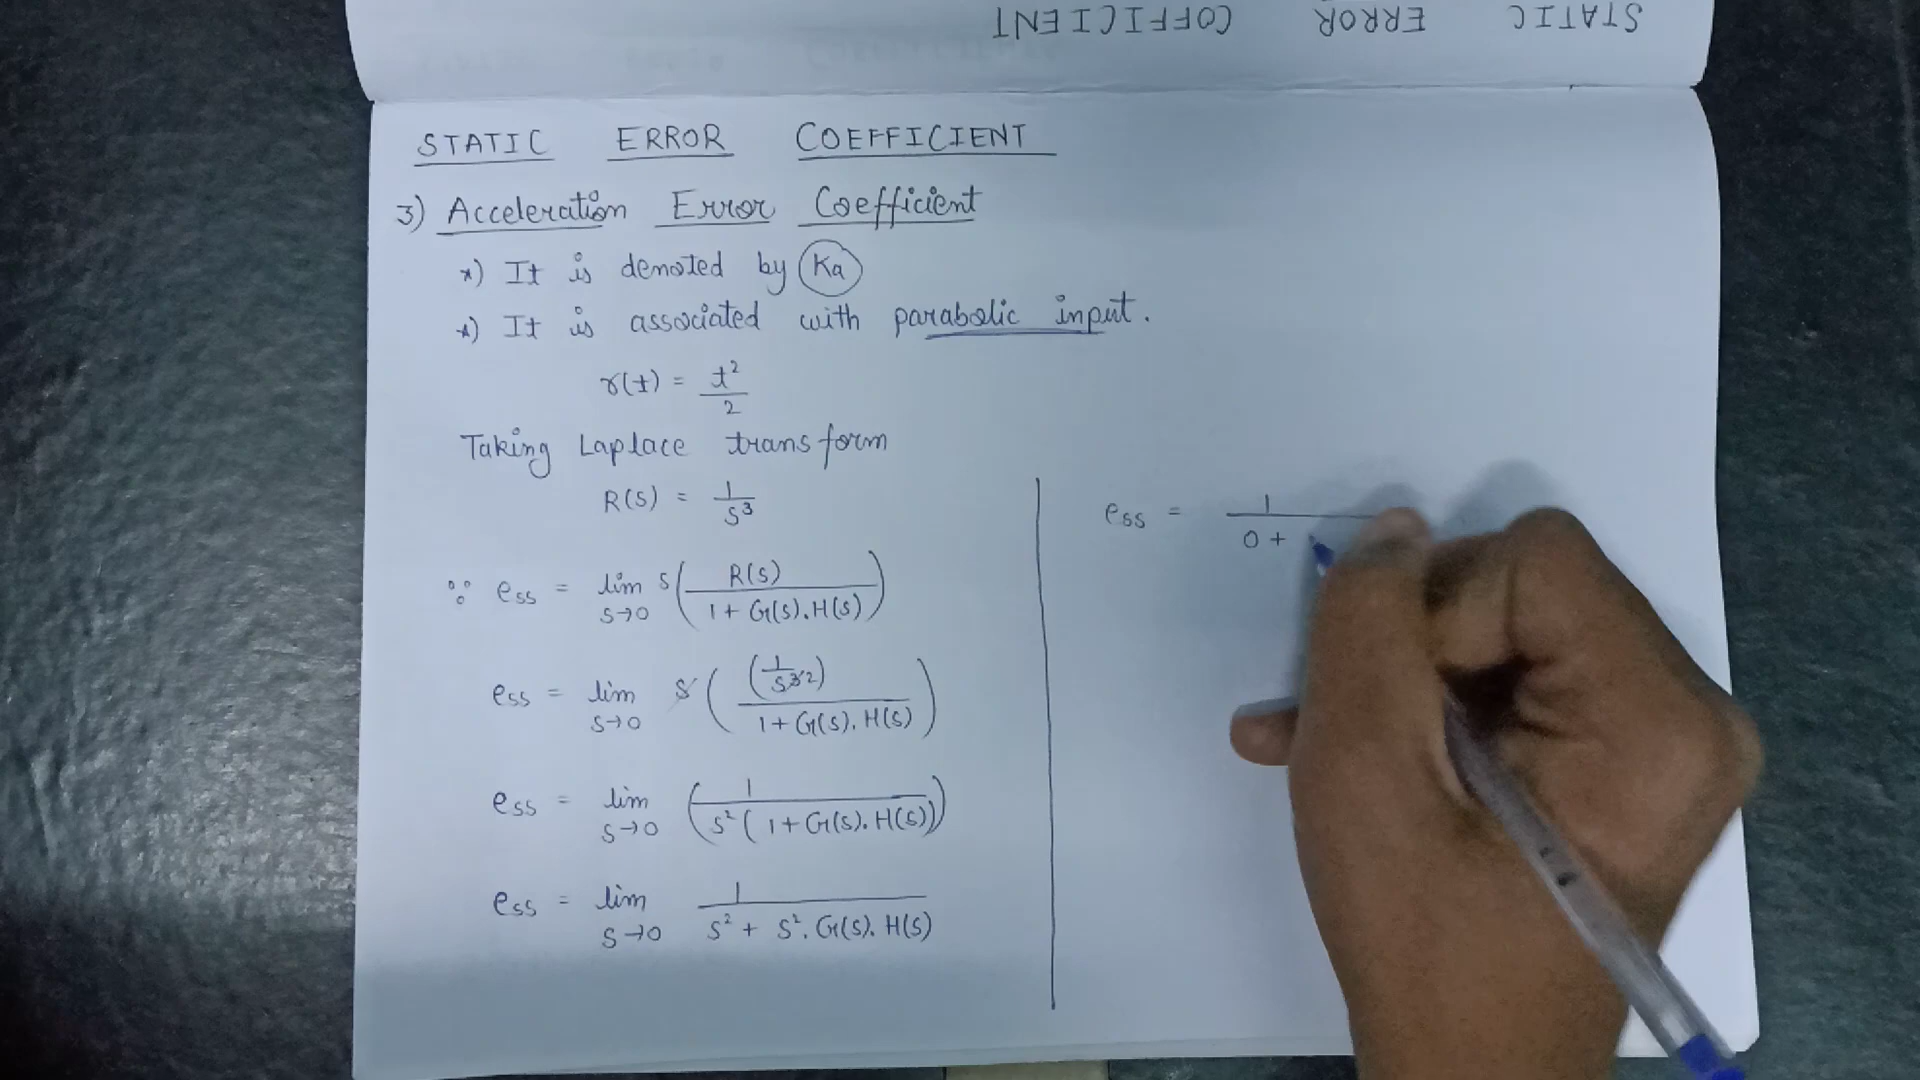 STATIC ERROR COFFICIENT
STATIC ERROR COEFFICIENT
3) Acceleration Error Coefficient
*) It is denoted by Ka
*) It is associated with parabolic input.
r(t) = t²/2
Taking Laplace transform
R(s) = 1/s³
∵ ess = lim s→0 s(R(s)/(1 + G(s).H(s)))
ess = lim s→0 s((1/s³2)/(1 + G(s).H(s)))
ess = lim s→0 (1/(s²(1 + G(s).H(s))))
ess = lim s→0 1/(s² + s².G(s).H(s))
ess = 1/(0 +